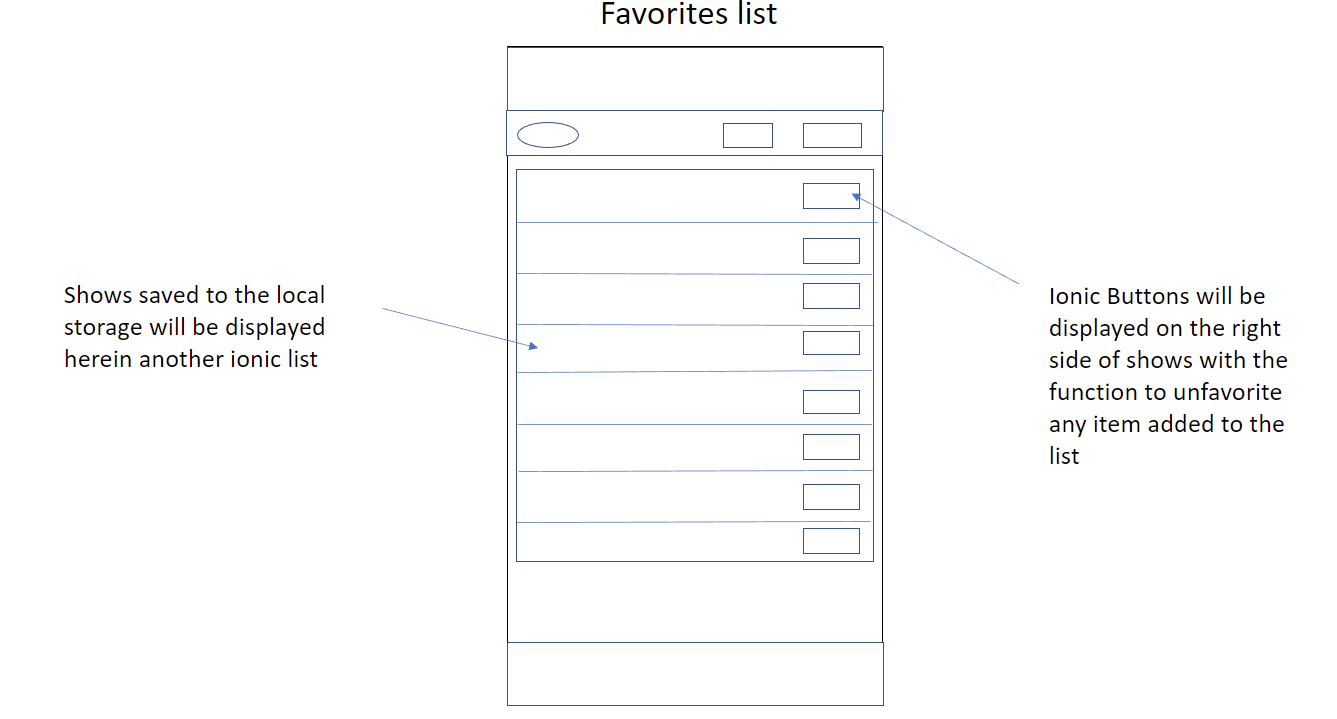 Favorites list
Shows saved to the local
storage will be displayed
herein another ionic list
Ionic Buttons will be
displayed on the right
side of shows with the
function to unfavorite
any item added to the
list